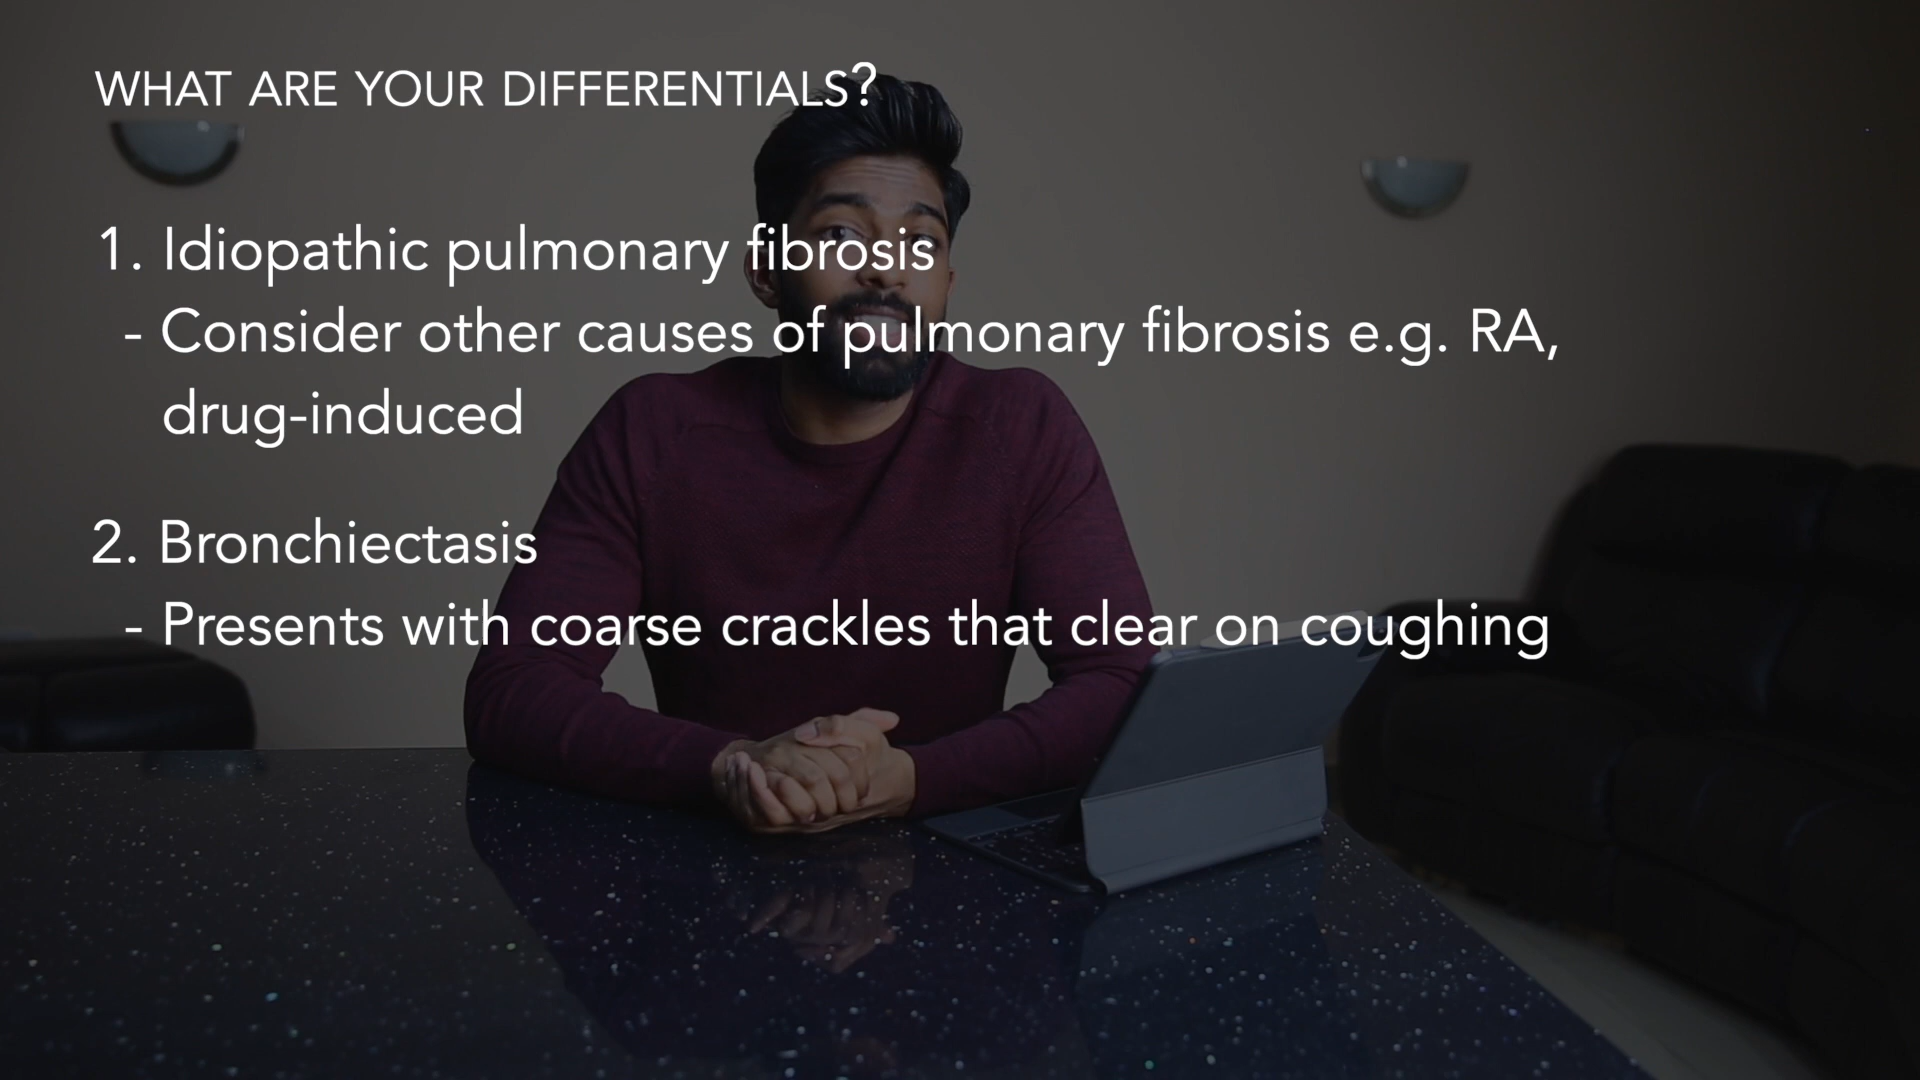 WHAT ARE YOUR DIFFERENTIALS?
1. Idiopathic pulmonary fibrosis
- Consider other causes of pulmonary fibrosis e.g. RA,
drug-induced
2. Bronchiectasis
- Presents with coarse crackles that clear on coughing